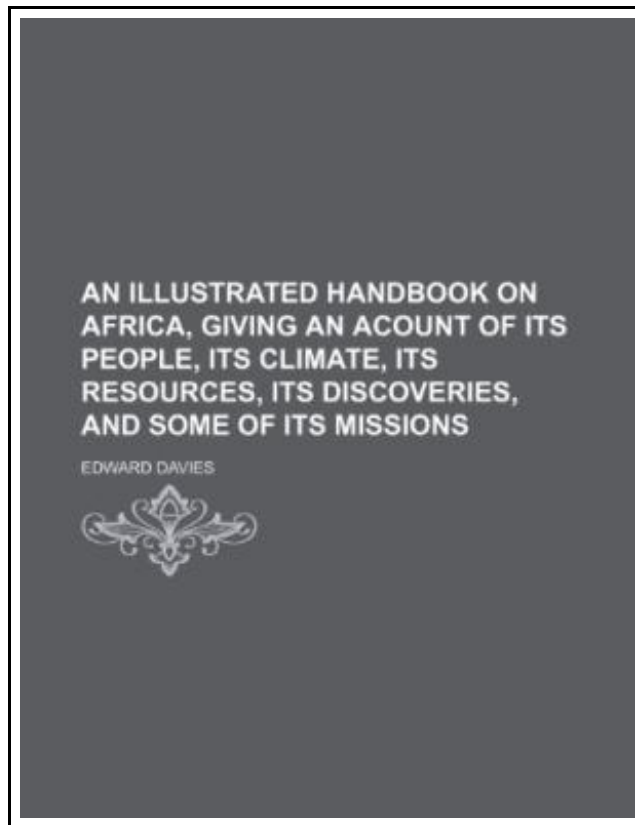 AN ILLUSTRATED HANDBOOK ON
AFRICA, GIVING AN ACOUNT OF ITS
PEOPLE, ITS CLIMATE, ITS
RESOURCES, ITS DISCOVERIES,
AND SOME OF ITS MISSIONS
EDWARD DAVIES